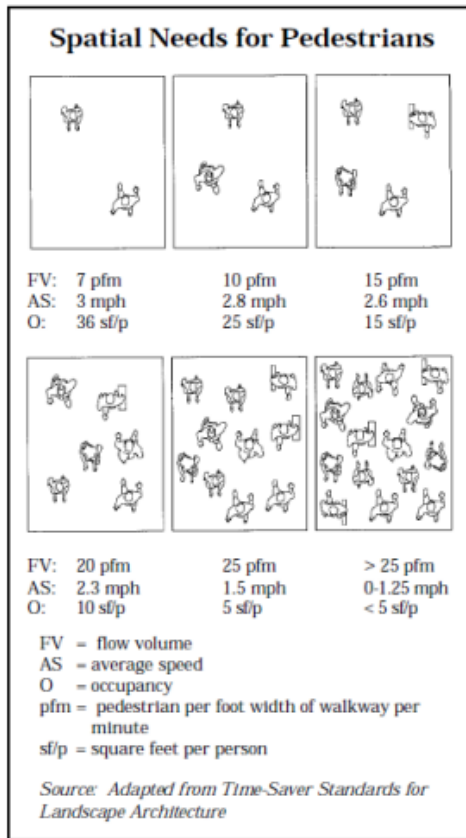 Spatial Needs for Pedestrians
FV: 7 pfm 10 pfm 15 pfm
AS: 3 mph 2.8 mph 2.6 mph
O: 36 sf/p 25 sf/p 15 sf/p
FV: 20 pfm 25 pfm > 25 pfm
AS: 2.3 mph 1.5 mph 0-1.25 mph
O: 10 sf/p 5 sf/p < 5 sf/p
FV = flow volume
AS = average speed
O = occupancy
pfm = pedestrian per foot width of walkway per
minute
sf/p = square feet per person
Source: Adapted from Time-Saver Standards for
Landscape Architecture